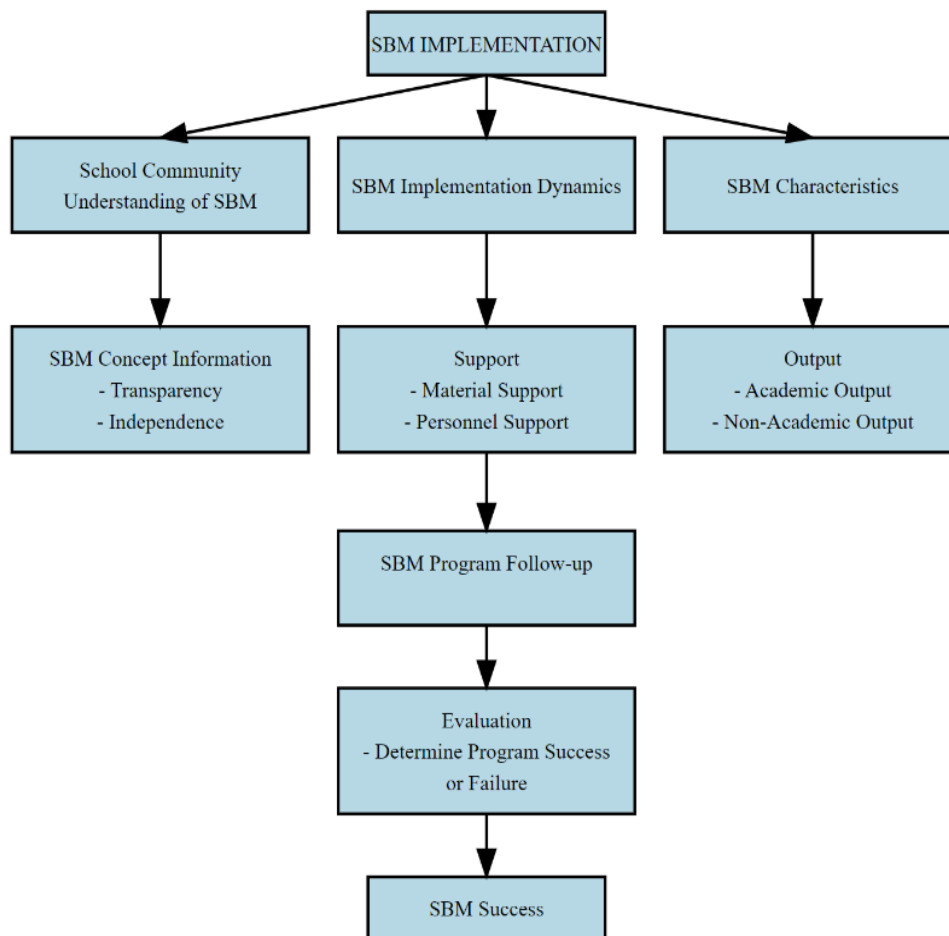 SBM IMPLEMENTATION
School Community
Understanding of SBM
SBM Implementation Dynamics
SBM Characteristics
SBM Concept Information
- Transparency
- Independence
Support
- Material Support
- Personnel Support
Output
- Academic Output
- Non-Academic Output
SBM Program Follow-up
Evaluation
- Determine Program Success
or Failure
SBM Success